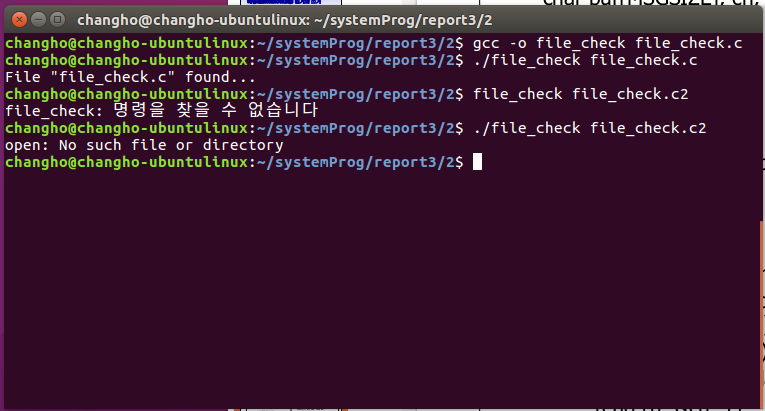 char pathMSGSIZE], ch;
changho@changho-ubuntulinux: ~/systemProg/report3/2
changho@changho-ubuntulinux:~/systemProg/report3/2$ gcc -o file_check file_check.c
changho@changho-ubuntulinux:~/systemProg/report3/2$ ./file_check file_check.c
File "file_check.c" found...
changho@changho-ubuntulinux:~/systemProg/report3/2$ file_check file_check.c2
file_check: 명령을 찾을 수 없습니다
changho@changho-ubuntulinux:~/systemProg/report3/2$ ./file_check file_check.c2
open: No such file or directory
changho@changho-ubuntulinux:~/systemProg/report3/2$